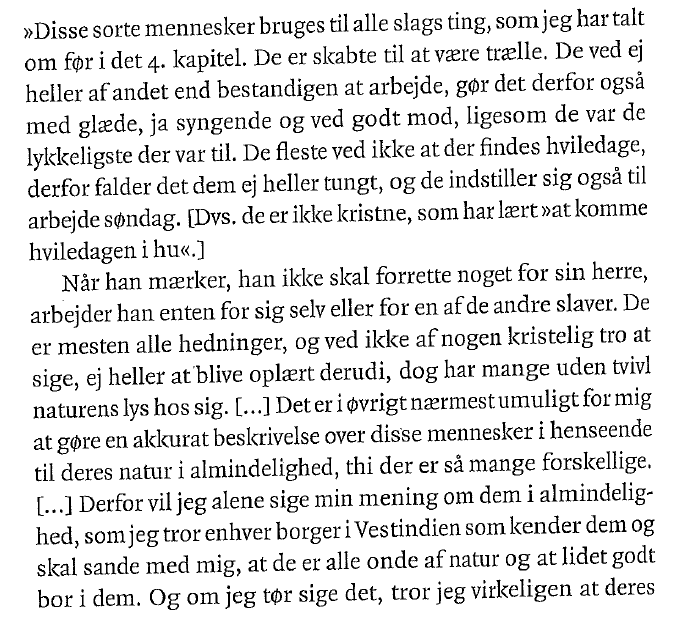 »Disse sorte mennesker bruges til alle slags ting, som jeg har talt
om før i det 4. kapitel. De er skabte til at være trælle. De ved ej
heller af andet end bestandigen at arbejde, gør det derfor også
med glæde, ja syngende og ved godt mod, ligesom de var de
lykkeligste der var til. De fleste ved ikke at der findes hviledage,
derfor falder det dem ej heller tungt, og de indstiller sig også til
arbejde søndag. [Dvs. de er ikke kristne, som har lært »at komme
hviledagen i hu«.]
Når han mærker, han ikke skal forrette noget for sin herre,
arbejder han enten for sig selv eller for en af de andre slaver. De
er mesten alle hedninger, og ved ikke af nogen kristelig tro at
sige, ej heller at blive oplært derudi, dog har mange uden tvivl
naturens lys hos sig. [...] Det er i øvrigt nærmest umuligt for mig
at gøre en akkurat beskrivelse over disse mennesker i henseende
til deres natur i almindelighed, thi der er så mange forskellige.
[...] Derfor vil jeg alene sige min mening om dem i almindelig-
hed, som jeg tror enhver borger i Vestindien som kender dem og
skal sande med mig, at de er alle onde af natur og at lidet godt
bor i dem. Og om jeg tør sige det, tror jeg virkeligen at deres